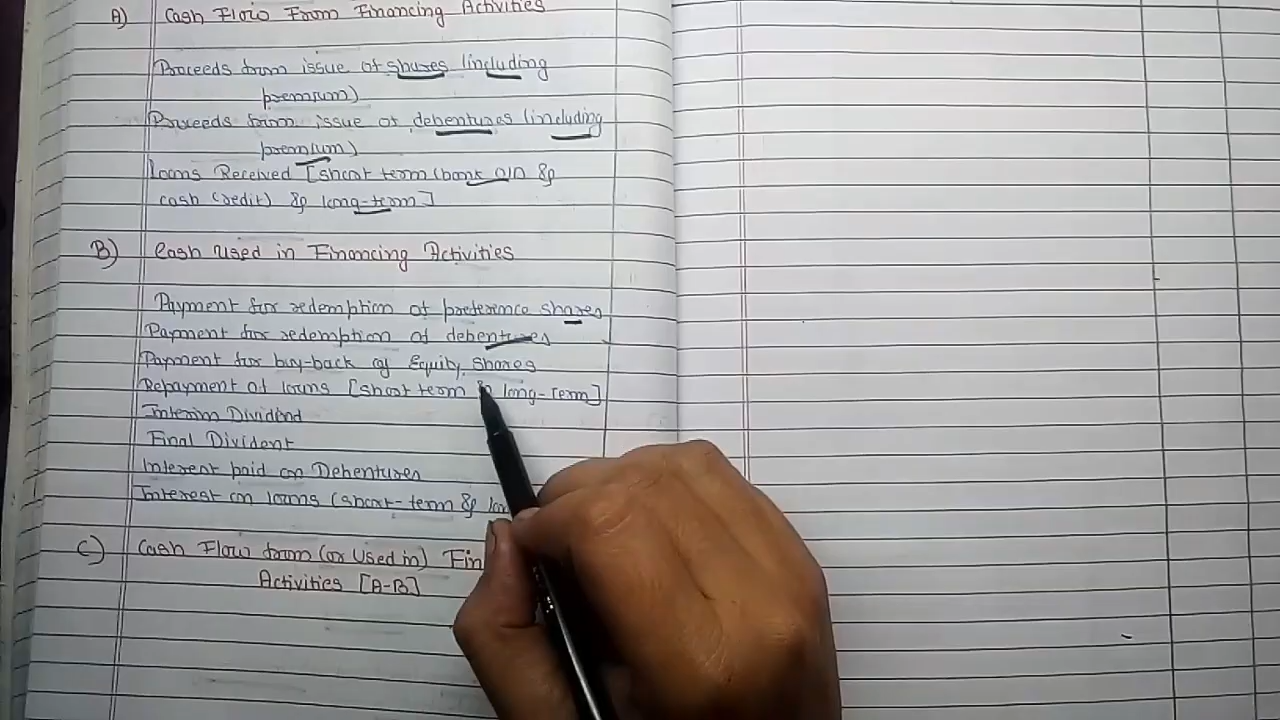 A) Cash Flow From Financing Activities
Proceeds from issue of shares (including
premium)
Proceeds from issue of debentures (including
premium)
Loans Received [short term (bank O/D &
cash credit) & long-term]
B) Cash Used in Financing Activities
Payment for redemption of preference shares
Payment for redemption of debentures
Payment for buy-back of Equity shares
Repayment of loans [short term & long-term]
Interim Dividend
Final Divident
Interest paid on Debentures
Interest on loans (short-term &
C) Cash Flow from (or Used in)
Activities [A-B]